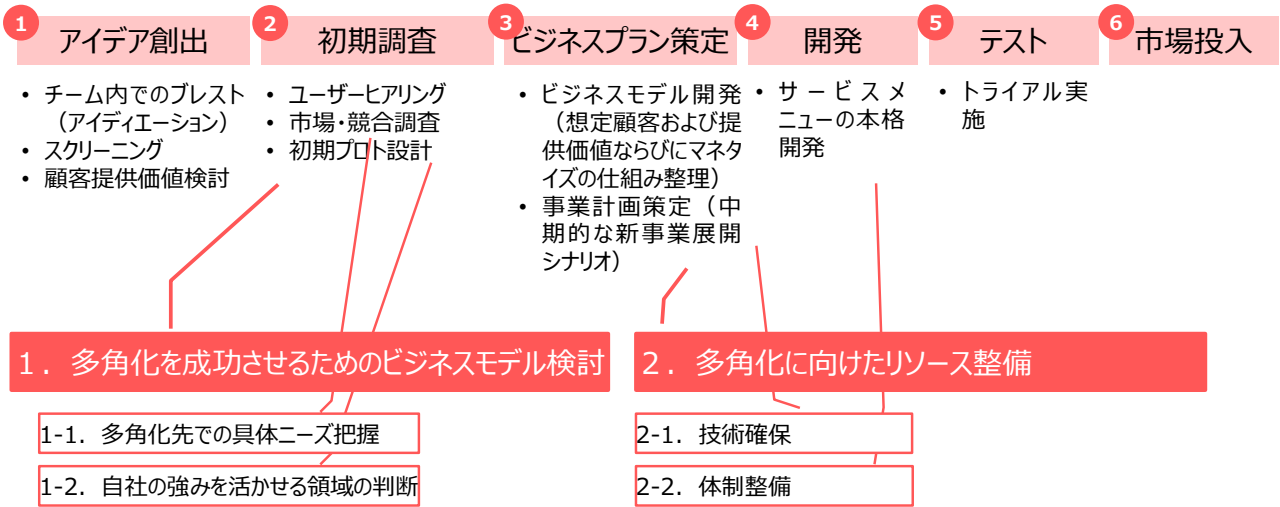 1 アイデア創出
2 初期調査
3 ビジネスプラン策定
4 開発
5 テスト
6 市場投入
• チーム内でのブレスト
（アイディエーション）
• スクリーニング
• 顧客提供価値検討
• ユーザーヒアリング
• 市場・競合調査
• 初期プロト設計
• ビジネスモデル開発
（想定顧客および提
供価値ならびにマネタ
イズの仕組み整理）
• 事業計画策定（中
期的な新事業展開
シナリオ）
• サービスメ
ニューの本格
開発
• トライアル実
施
１．多角化を成功させるためのビジネスモデル検討
1-1．多角化先での具体ニーズ把握
1-2．自社の強みを活かせる領域の判断
２．多角化に向けたリソース整備
2-1．技術確保
2-2．体制整備